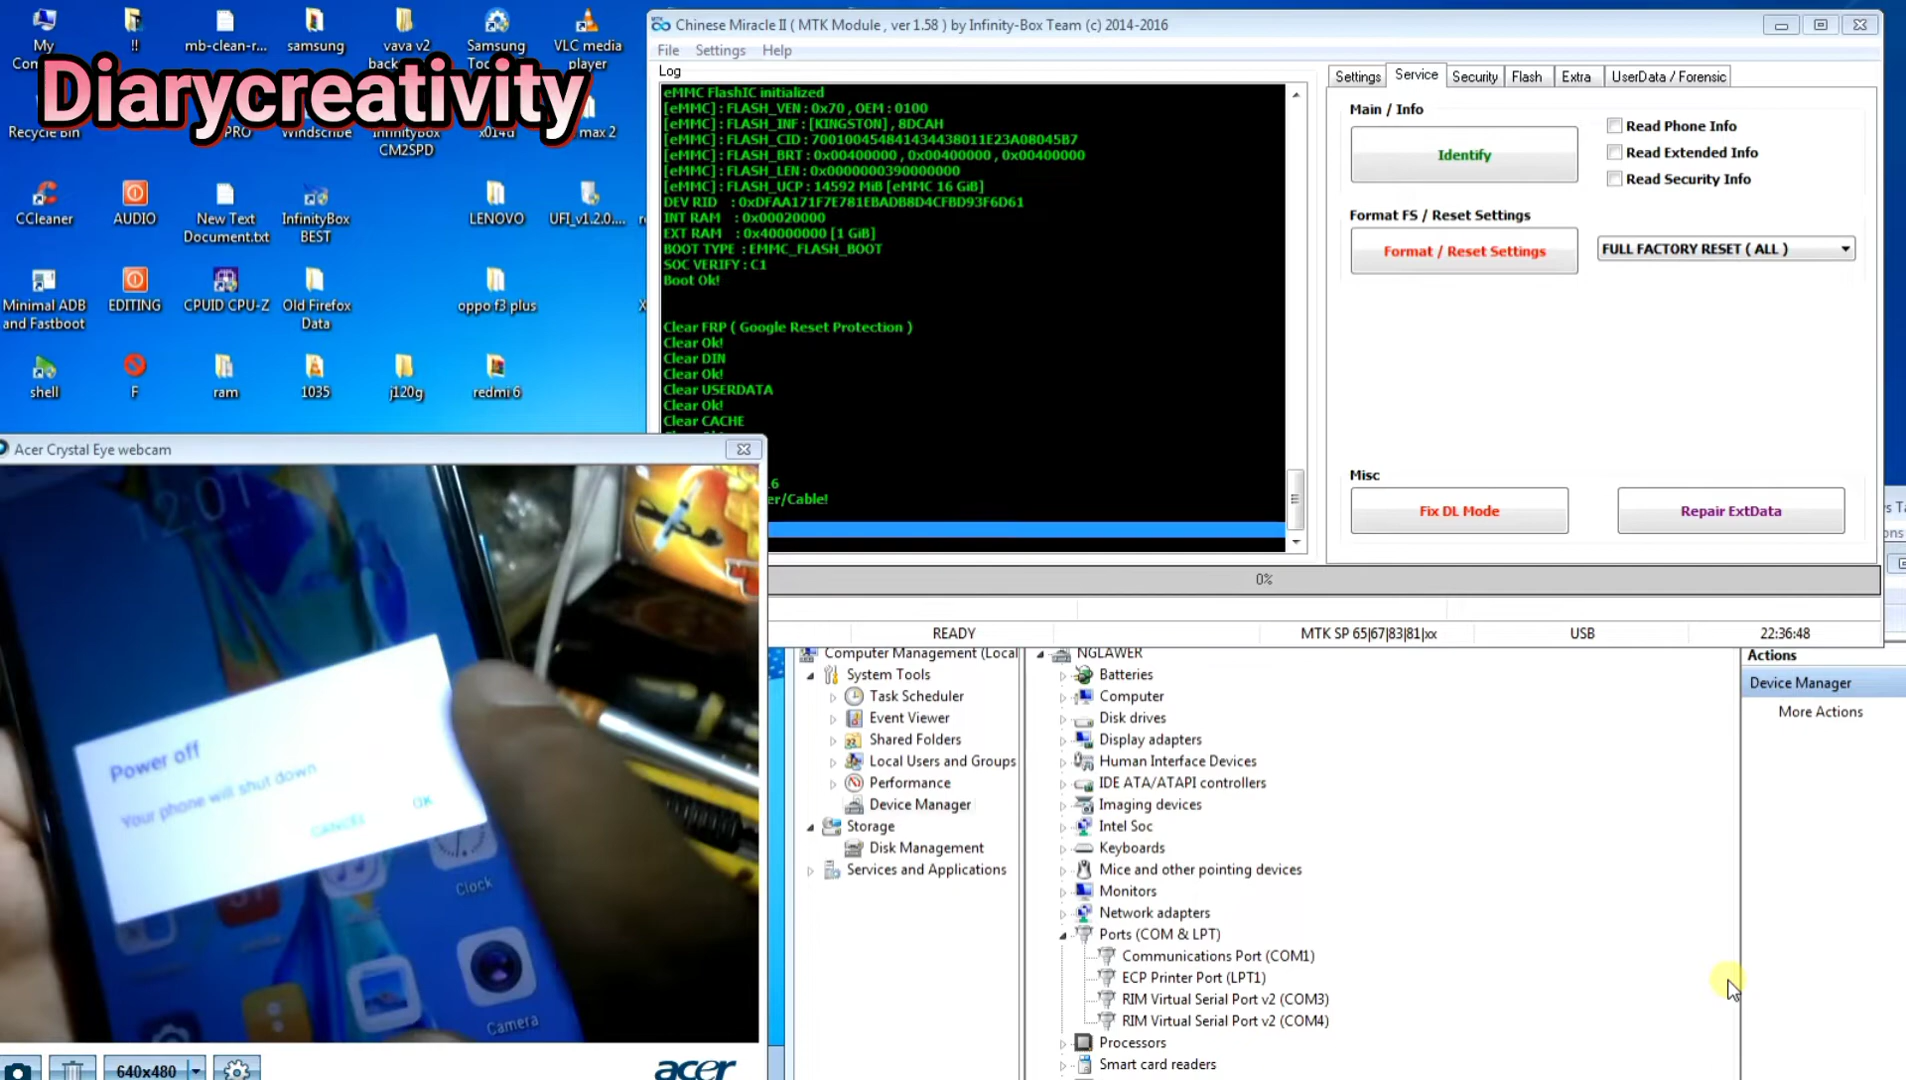 Diarycreativity
My
!!
mb-clean-r...
samsung
vava v2
Samsung
VLC media
player
Recycle Bin
PRO
Windscribe
InfinityBox
CM2SPD
x014d
max 2
CCleaner
AUDIO
New Text
Document.txt
InfinityBox
BEST
LENOVO
UFI_v1.2.0....
Minimal ADB
and Fastboot
EDITING
CPUID CPU-Z
Old Firefox
Data
oppo f3 plus
shell
F
ram
1035
j120g
redmi 6
Chinese Miracle II ( MTK Module , ver 1.58 ) by Infinity-Box Team (c) 2014-2016
File Settings Help
Log
eMMC FlashIC initialized
[eMMC] : FLASH_VEN : 0x70 , OEM : 0100
[eMMC] : FLASH_INF : [KINGSTON] , 8DCAH
[eMMC] : FLASH_CID : 700100454841434438011E23A08045B7
[eMMC] : FLASH_BRT : 0x00400000 , 0x00400000 , 0x00400000
[eMMC] : FLASH_LEN : 0x0000000390000000
[eMMC] : FLASH_UCP : 14592 MiB [eMMC 16 GiB]
DEV RID : 0xDFAA171F7E781EBADB8D4CFBD93F6D61
INT RAM : 0x00020000
EXT RAM : 0x40000000 [1 GiB]
BOOT TYPE : EMMC_FLASH_BOOT
SOC VERIFY : C1
Boot Ok!
Clear FRP ( Google Reset Protection )
Clear Ok!
Clear DIN
Clear Ok!
Clear USERDATA
Clear Ok!
Clear CACHE
.6
er/Cable!
Settings Service Security Flash Extra UserData / Forensic
Main / Info
Identify
Read Phone Info
Read Extended Info
Read Security Info
Format FS / Reset Settings
Format / Reset Settings
FULL FACTORY RESET ( ALL )
Misc
Fix DL Mode
Repair ExtData
0%
READY
MTK SP 65|67|83|81|xx
USB
22:36:48
Acer Crystal Eye webcam
12:01
Power off
Your phone will shut down
CANCEL
OK
Clock
Camera
640x480
acer
Computer Management (Local
System Tools
Task Scheduler
Event Viewer
Shared Folders
Local Users and Groups
Performance
Device Manager
Storage
Disk Management
Services and Applications
NGLAWER
Batteries
Computer
Disk drives
Display adapters
Human Interface Devices
IDE ATA/ATAPI controllers
Imaging devices
Intel Soc
Keyboards
Mice and other pointing devices
Monitors
Network adapters
Ports (COM & LPT)
Communications Port (COM1)
ECP Printer Port (LPT1)
RIM Virtual Serial Port v2 (COM3)
RIM Virtual Serial Port v2 (COM4)
Processors
Smart card readers
Actions
Device Manager
More Actions